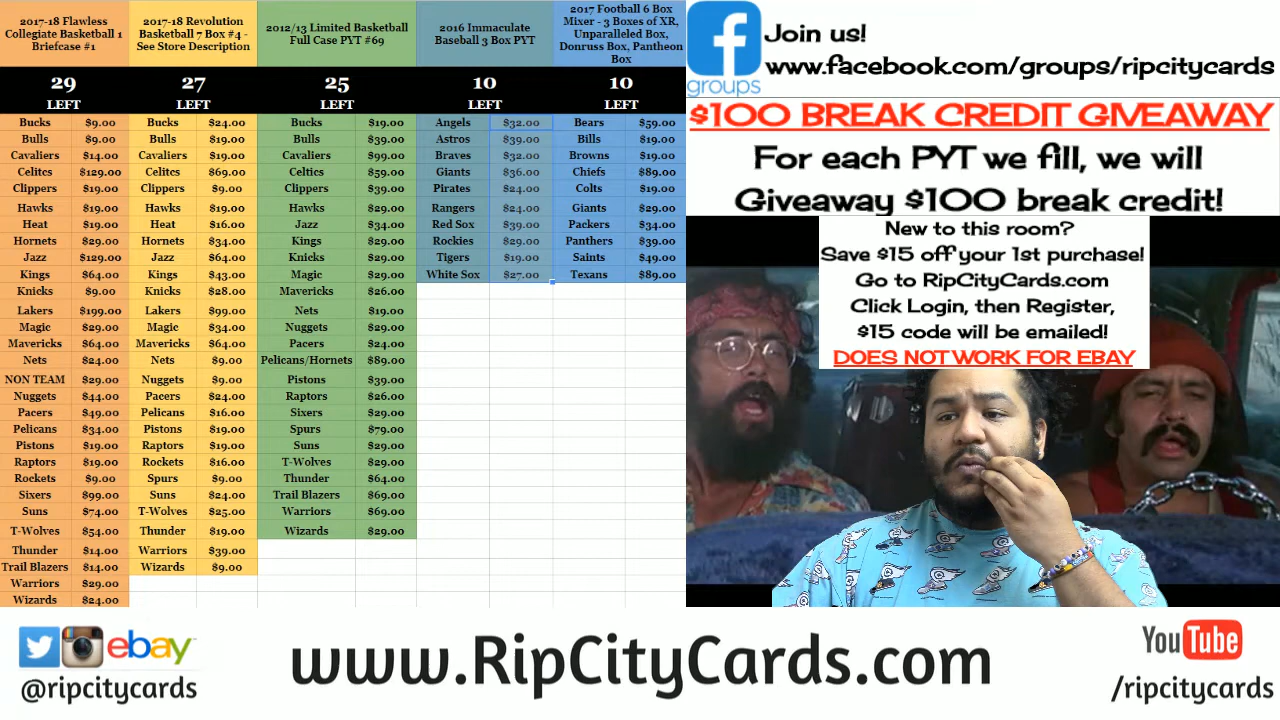 2017-18 Flawless
Collegiate Basketball 1
Briefcase #1
29
LEFT
Bucks $9.00
Bulls $9.00
Cavaliers $14.00
Celitcs $129.00
Clippers $19.00
Hawks $19.00
Heat $19.00
Hornets $29.00
Jazz $129.00
Kings $64.00
Knicks $9.00
Lakers $199.00
Magic $29.00
Mavericks $64.00
Nets $24.00
NON TEAM $29.00
Nuggets $44.00
Pacers $49.00
Pelicans $34.00
Pistons $19.00
Raptors $19.00
Rockets $9.00
Sixers $99.00
Suns $74.00
T-Wolves $54.00
Thunder $14.00
Trail Blazers $14.00
Warriors $29.00
Wizards $24.00
2017-18 Revolution
Basketball 7 Box #4 -
See Store Description
27
LEFT
Bucks $24.00
Bulls $19.00
Cavaliers $19.00
Celitcs $69.00
Clippers $9.00
Hawks $19.00
Heat $16.00
Hornets $34.00
Jazz $64.00
Kings $43.00
Knicks $28.00
Lakers $99.00
Magic $34.00
Mavericks $64.00
Nets $9.00
Nuggets $9.00
Pacers $24.00
Pelicans $16.00
Pistons $19.00
Raptors $19.00
Rockets $16.00
Spurs $9.00
Suns $24.00
T-Wolves $25.00
Thunder $19.00
Warriors $39.00
Wizards $9.00
2012/13 Limited Basketball
Full Case PYT #69
25
LEFT
Bucks $19.00
Bulls $39.00
Cavaliers $99.00
Celtics $59.00
Clippers $39.00
Hawks $29.00
Jazz $34.00
Kings $29.00
Knicks $29.00
Magic $29.00
Mavericks $26.00
Nets $19.00
Nuggets $29.00
Pacers $24.00
Pelicans/Hornets $89.00
Pistons $39.00
Raptors $26.00
Sixers $29.00
Spurs $79.00
Suns $29.00
T-Wolves $29.00
Thunder $64.00
Trail Blazers $69.00
Warriors $69.00
Wizards $29.00
2016 Immaculate
Baseball 3 Box PYT
10
LEFT
Angels $32.00
Astros $39.00
Braves $32.00
Giants $36.00
Pirates $24.00
Rangers $24.00
Red Sox $39.00
Rockies $29.00
Tigers $19.00
White Sox $27.00
2017 Football 6 Box
Mixer - 3 Boxes of XR,
Unparalleled Box,
Donruss Box, Pantheon
Box
10
LEFT
Bears $59.00
Bills $19.00
Browns $19.00
Chiefs $89.00
Colts $19.00
Giants $29.00
Packers $34.00
Panthers $39.00
Saints $49.00
Texans $89.00
f
groups
Join us!
www.facebook.com/groups/ripcitycards
$100 BREAK CREDIT GIVEAWAY
For each PYT we fill, we will
Giveaway $100 break credit!
New to this room?
Save $15 off your 1st purchase!
Go to RipCityCards.com
Click Login, then Register,
$15 code will be emailed!
DOES NOT WORK FOR EBAY
ebay
@ripcitycards
www.RipCityCards.com
YouTube
/ripcitycards